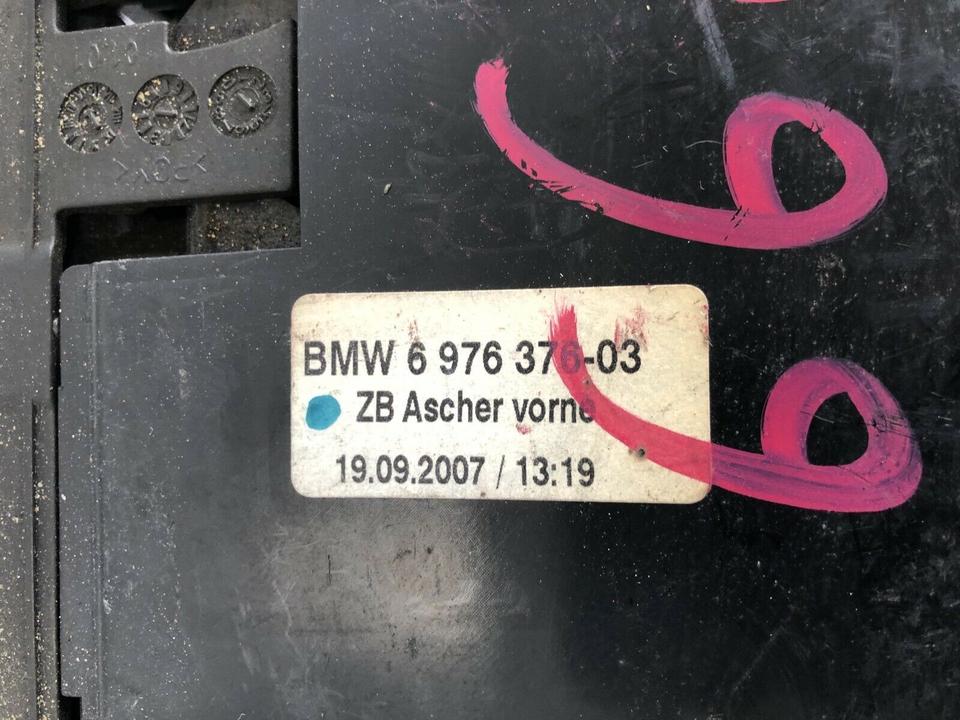 BMW 6 976 376-03
ZB Ascher vorne
19.09.2007 / 13:19